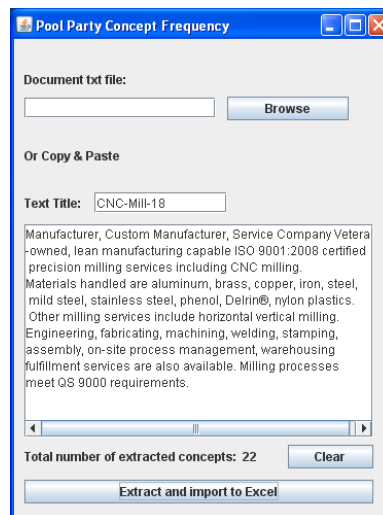 Pool Party Concept Frequency
Document txt file:
Browse
Or Copy & Paste
Text Title: CNC-Mill-18
Manufacturer, Custom Manufacturer, Service Company Vetera
-owned, lean manufacturing capable ISO 9001:2008 certified
precision milling services including CNC milling.
Materials handled are aluminum, brass, copper, iron, steel,
mild steel, stainless steel, phenol, Delrin®, nylon plastics.
Other milling services include horizontal vertical milling.
Engineering, fabricating, machining, welding, stamping,
assembly, on-site process management, warehousing
fulfillment services are also available. Milling processes
meet QS 9000 requirements.
Total number of extracted concepts: 22 Clear
Extract and import to Excel